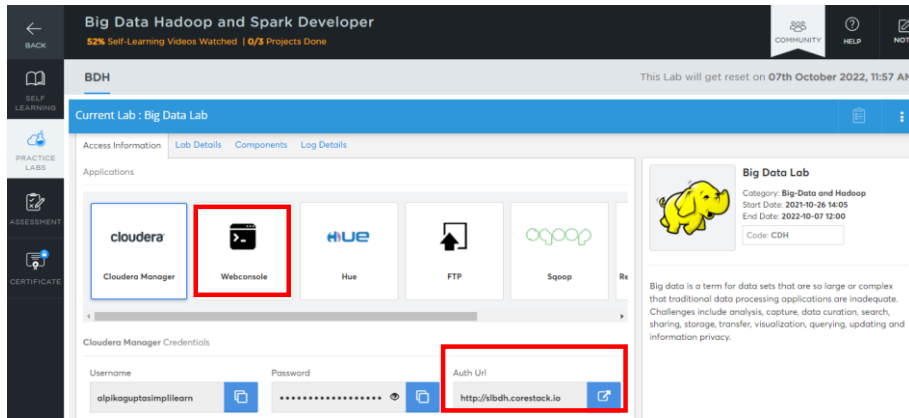 BACK
Big Data Hadoop and Spark Developer
52% Self-Learning Videos Watched | 0/3 Projects Done
COMMUNITY
HELP
NOT
SELF
LEARNING
PRACTICE
LABS
ASSESSMENT
CERTIFICATE
BDH
This Lab will get reset on 07th October 2022, 11:57 AM
Current Lab : Big Data Lab
Access Information Lab Details Components Log Details
Applications
cloudera
Cloudera Manager
Webconsole
HUE
Hue
FTP
sqoop
Sqoop
Re
Cloudera Manager Credentials
Username
alpikaguptasimplilearn
Password
Auth Url
http://slbdh.corestack.io
Big Data Lab
Category: Big-Data and Hadoop
Start Date: 2021-10-26 14:05
End Date: 2022-10-07 12:00
Code: CDH
Big data is a term for data sets that are so large or complex
that traditional data processing applications are inadequate.
Challenges include analysis, capture, data curation, search,
sharing, storage, transfer, visualization, querying, updating and
information privacy.